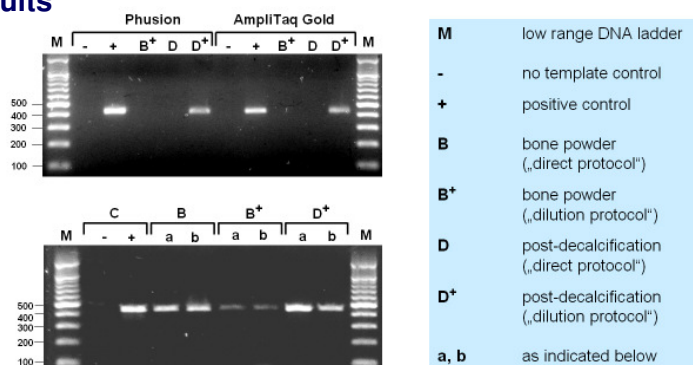 ults
Phusion AmpliTaq Gold
M - + B+ D D+ - + B+ D D+ M
500
400
300
200
100
C B B+ D+
M - + a b a b a b M
500
400
300
200
100
M low range DNA ladder
- no template control
+ positive control
B bone powder
(„direct protocol“)
B+ bone powder
(„dilution protocol“)
D post-decalcification
(„direct protocol“)
D+ post-decalcification
(„dilution protocol“)
a, b as indicated below